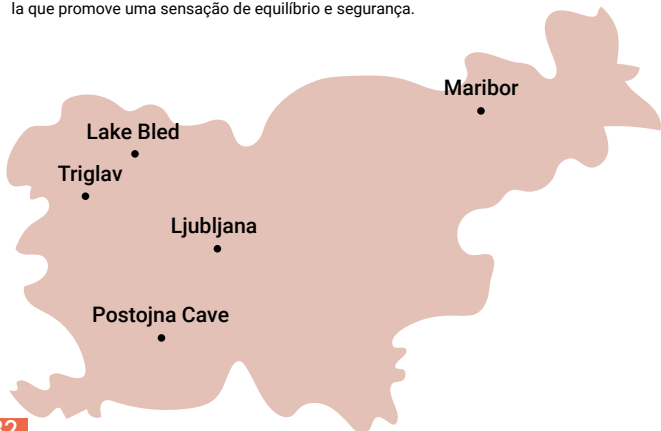 la que promove uma sensação de equilíbrio e segurança.
Maribor
Lake Bled
Triglav
Ljubljana
Postojna Cave